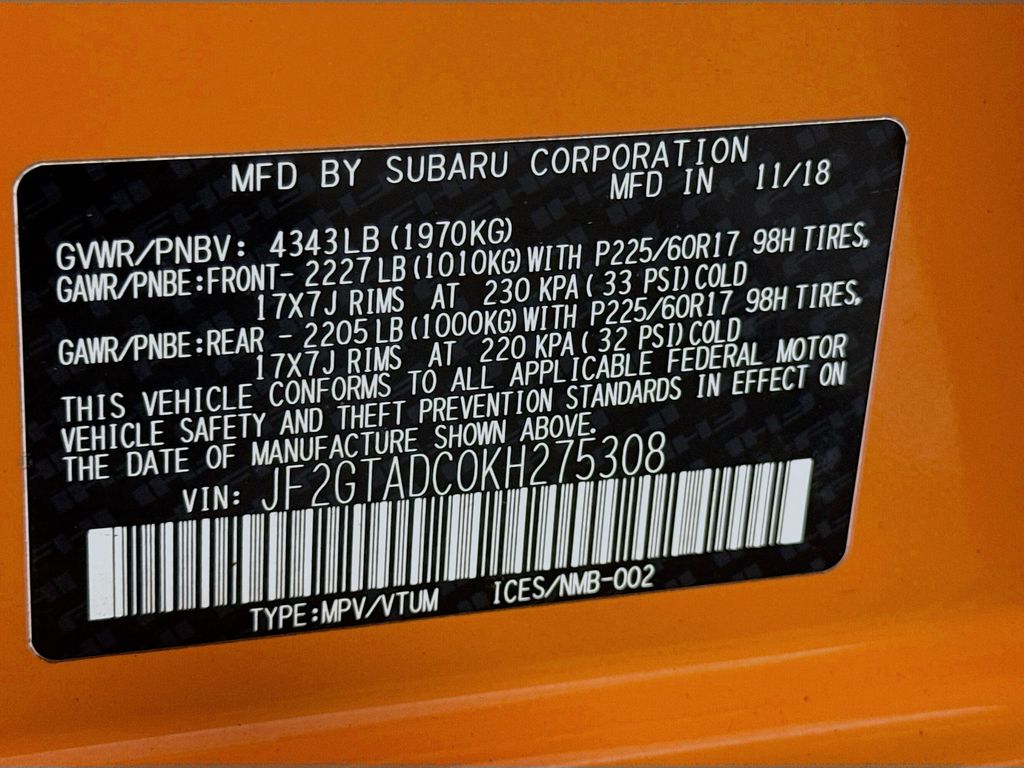 MFD BY SUBARU CORPORATION
MFD IN 11/18
GVWR/PNBV: 4343LB (1970KG)
GAWR/PNBE:FRONT- 2227LB (1010KG) WITH P225/60R17 98H TIRES,
17X7J RIMS AT 230 KPA (33 PSI) COLD
GAWR/PNBE:REAR - 2205LB (1000KG) WITH P225/60R17 98H TIRES,
17X7J RIMS AT 220 KPA (32 PSI) COLD
THIS VEHICLE CONFORMS TO ALL APPLICABLE FEDERAL MOTOR
VEHICLE SAFETY AND THEFT PREVENTION STANDARDS IN EFFECT ON
THE DATE OF MANUFACTURE SHOWN ABOVE.
VIN: JF2GTADC0KH275308
TYPE:MPV/VTUM ICES/NMB-002